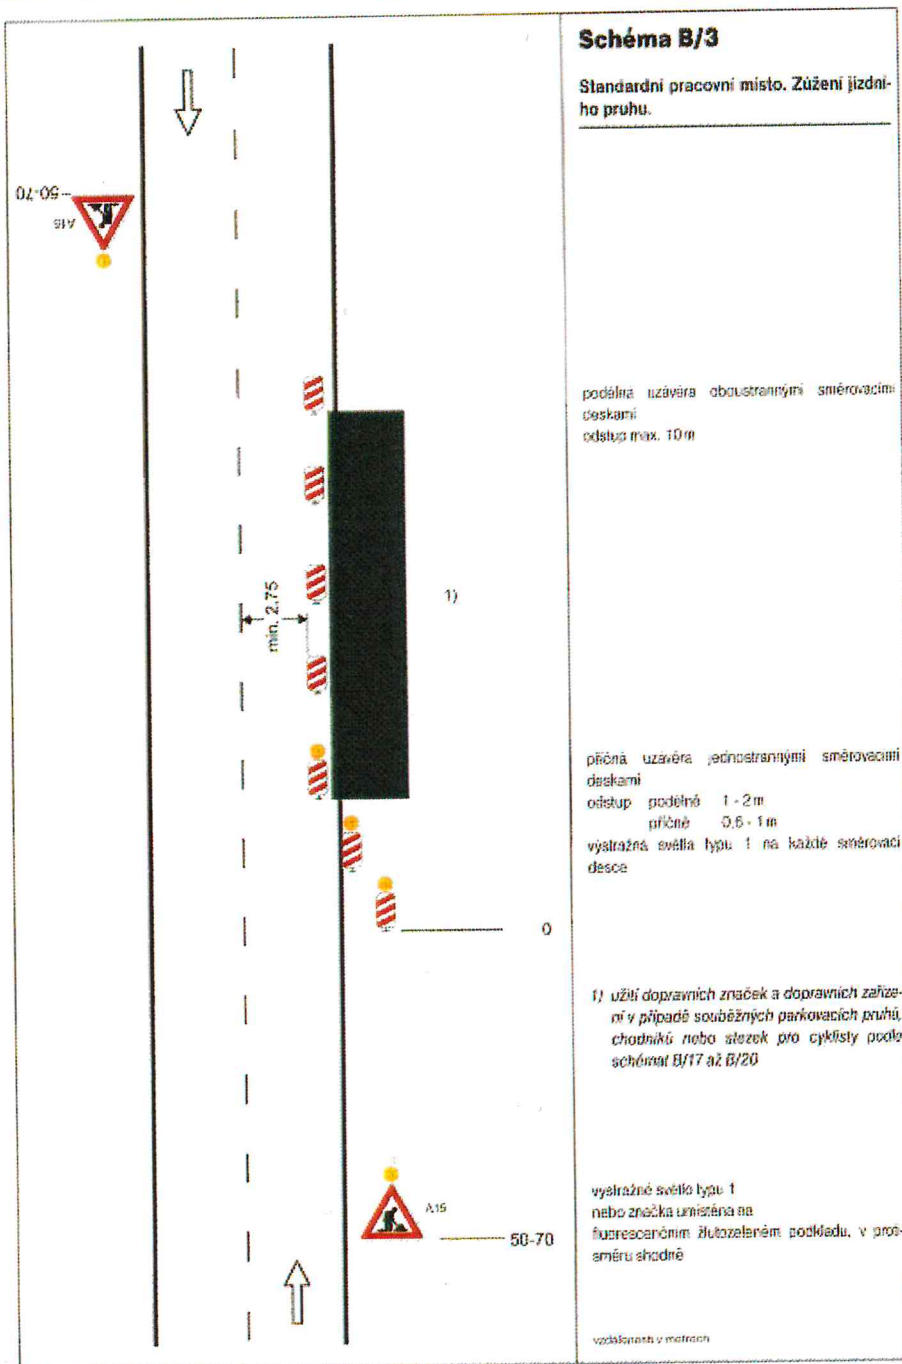 Schéma B/3
Standardní pracovní místo. Zúžení jízdní-
ho pruhu.
50-70
A15
podélná uzávěra oboustrannými směrovacími
deskami
odstup max. 10 m
min. 2,75
1)
příčná uzávěra jednostrannými směrovacími
deskami
odstup podélně 1 - 2 m
příčně 0,6 - 1 m
výstražná světla typu 1 na každé směrovací
desce
0
1) užití dopravních značek a dopravních zaříze-
ní v případě souběžných parkovacích pruhů,
chodníků nebo stezek pro cyklisty podle
schémat B/17 až B/20
A15
50-70
výstražné světlo typu 1
nebo značka umístěna na
fluorescenčním žlutozeleném podkladu, v proti-
směru shodně
vzdálenosti v metrech